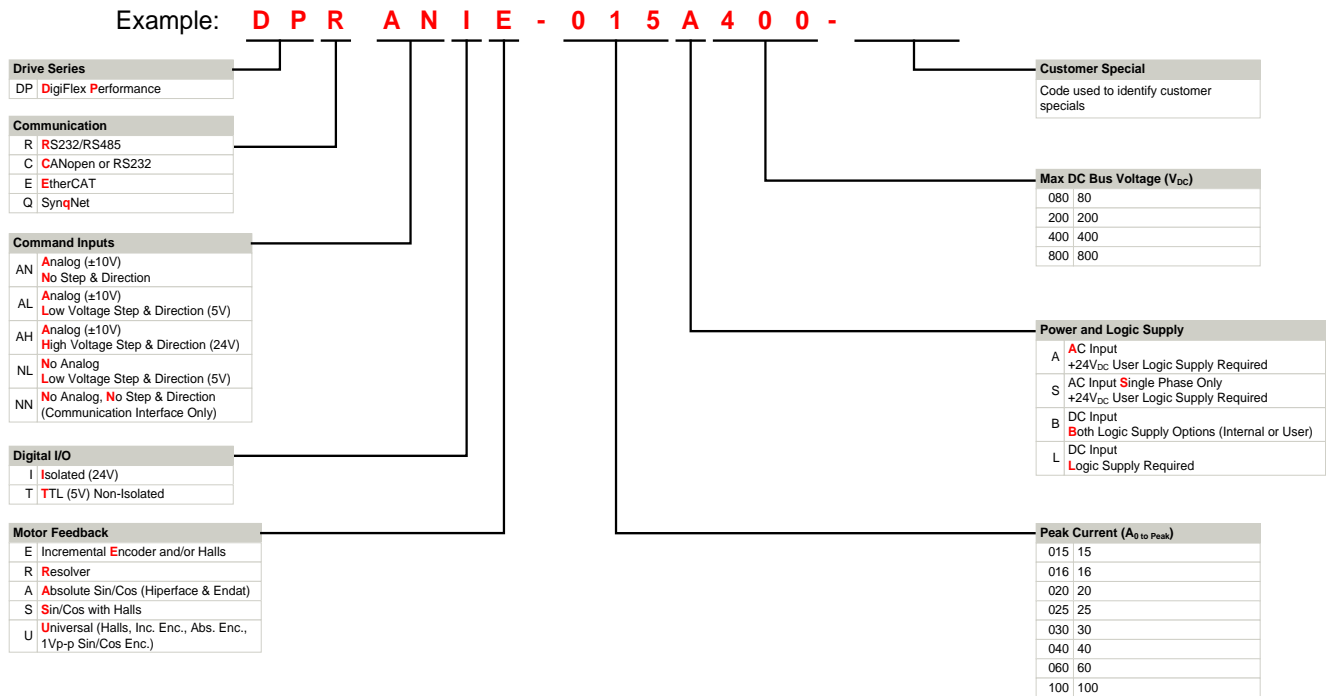 Example: D P R A N I E - 0 1 5 A 4 0 0 -
Drive Series
DP DigiFlex Performance
Communication
R RS232/RS485
C CANopen or RS232
E EtherCAT
Q SynqNet
Command Inputs
AN Analog (±10V)
No Step & Direction
AL Analog (±10V)
Low Voltage Step & Direction (5V)
AH Analog (±10V)
High Voltage Step & Direction (24V)
NL No Analog
Low Voltage Step & Direction (5V)
NN No Analog, No Step & Direction
(Communication Interface Only)
Digital I/O
I Isolated (24V)
T TTL (5V) Non-Isolated
Motor Feedback
E Incremental Encoder and/or Halls
R Resolver
A Absolute Sin/Cos (Hiperface & Endat)
S Sin/Cos with Halls
U Universal (Halls, Inc. Enc., Abs. Enc.,
1Vp-p Sin/Cos Enc.)
Customer Special
Code used to identify customer
specials
Max DC Bus Voltage (VDC)
080 80
200 200
400 400
800 800
Power and Logic Supply
A AC Input
+24VDC User Logic Supply Required
S AC Input Single Phase Only
+24VDC User Logic Supply Required
B DC Input
Both Logic Supply Options (Internal or User)
L DC Input
Logic Supply Required
Peak Current (A0 to Peak)
015 15
016 16
020 20
025 25
030 30
040 40
060 60
100 100